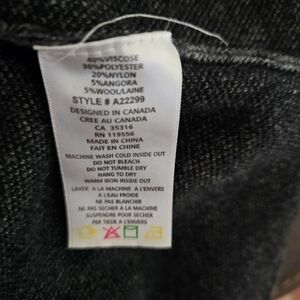 40%VISCOSE
30%POLYESTER
20%NYLON
5%ANGORA
5%WOOL/LAINE
STYLE # A22299
DESIGNED IN CANADA
CREE AU CANADA
CA 35316
RN 119556
MADE IN CHINA
FAIT EN CHINE
MACHINE WASH COLD INSIDE OUT
DO NOT BLEACH
DO NOT TUMBLE DRY
HANG TO DRY
WARM IRON INSIDE OUT
LAVER A LA MACHINE A L'ENVERS
A L'EAU FROIDE
NE PAS BLANCHIR
NE PAS SECHER A LA MACHINE
SUSPENDRE POUR SECHER
FER TIEDE A L'ENVERS